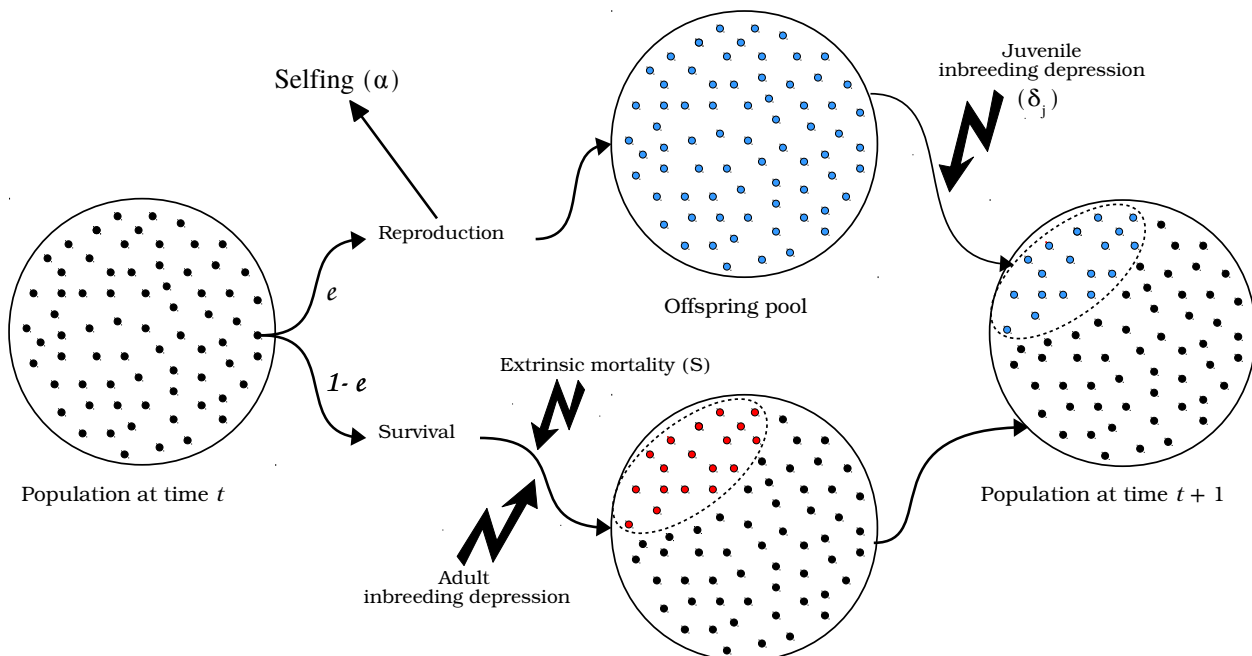 Juvenile
inbreeding depression
(δj)
Selfing (α)
Reproduction
e
Offspring pool
Extrinsic mortality (S)
1- e
Survival
Population at time t
Population at time t + 1
Adult
inbreeding depression